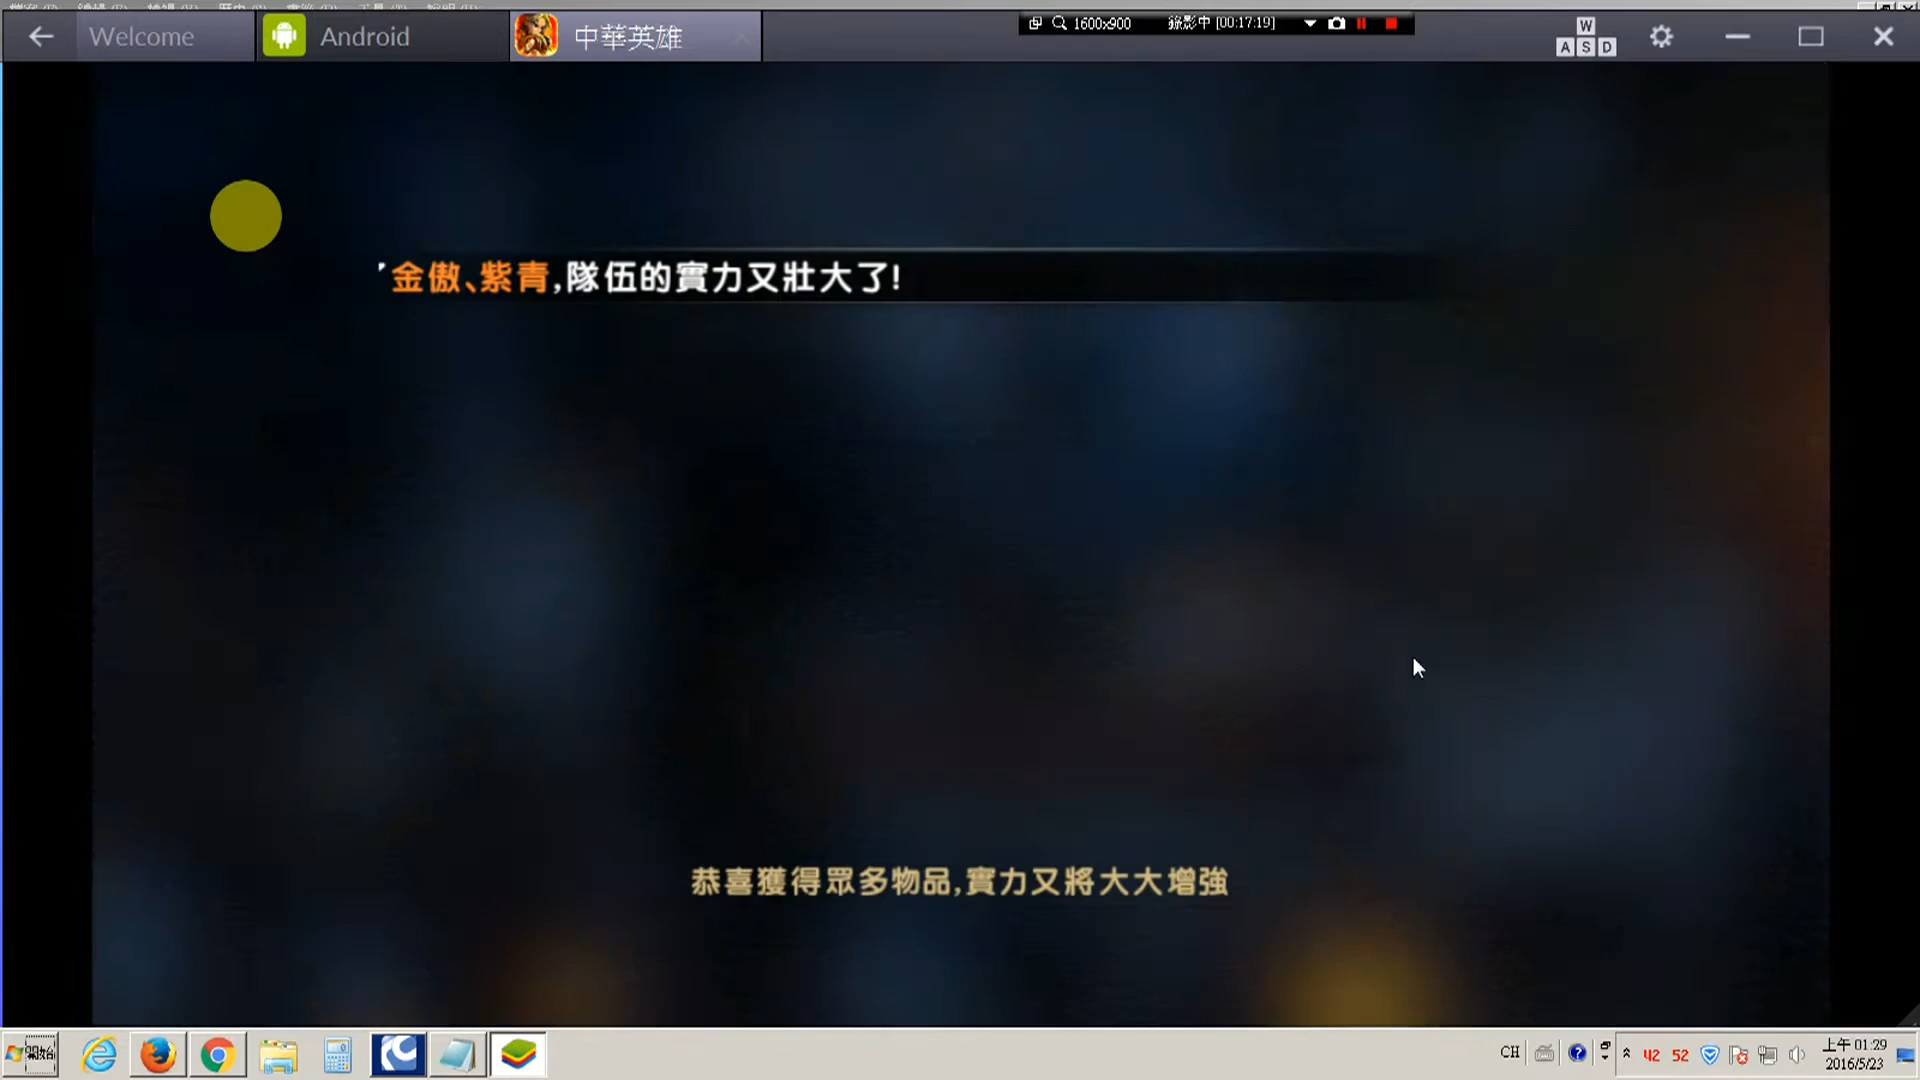 Welcome
Android
中華英雄
1600x900
錄影中 [00:17:19]
W
A S D
金傲、紫青,隊伍的實力又壯大了!
恭喜獲得眾多物品,實力又將大大增強
開始
CH
42
52
上午 01:29
2016/5/23